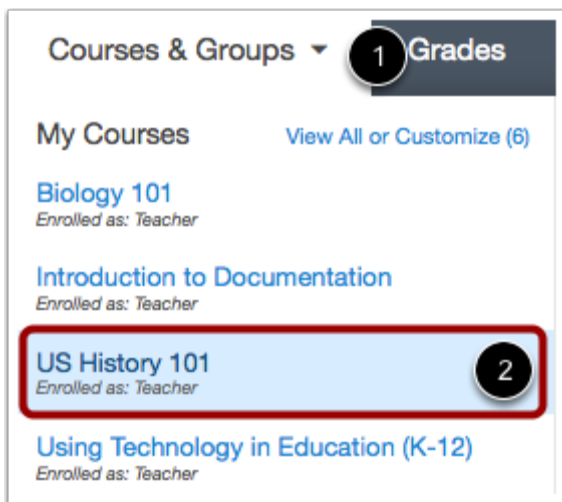 Courses & Groups 1 Grades
My Courses View All or Customize (6)
Biology 101
Enrolled as: Teacher
Introduction to Documentation
Enrolled as: Teacher
US History 101
Enrolled as: Teacher
2
Using Technology in Education (K-12)
Enrolled as: Teacher